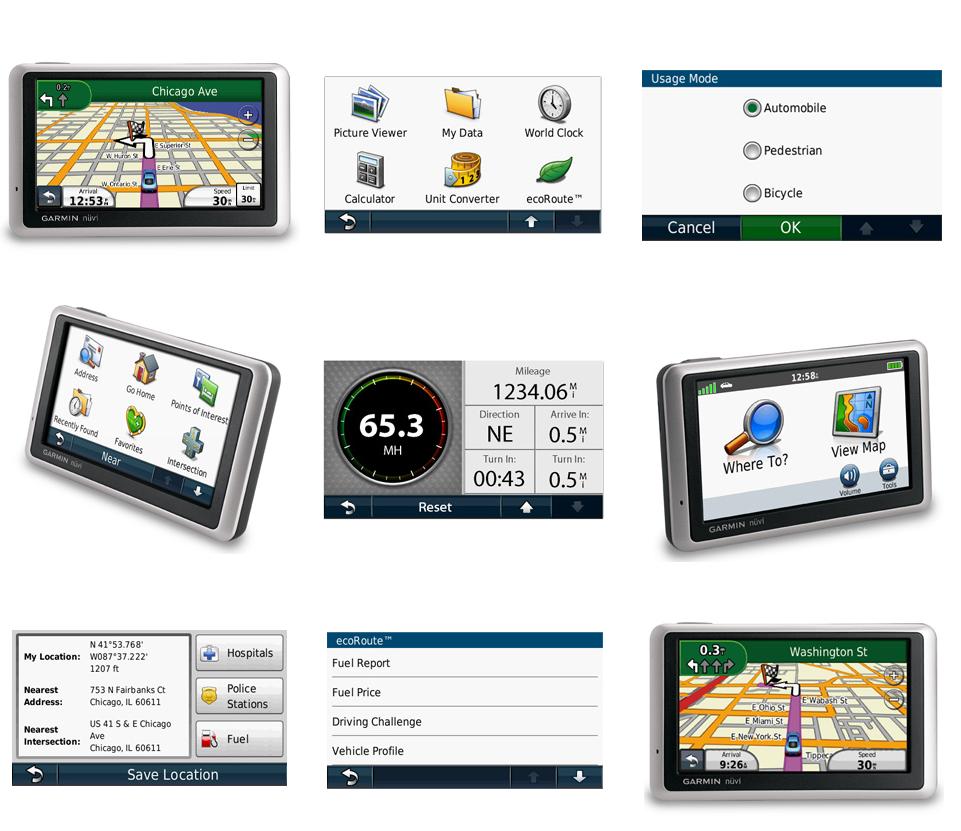 0.2
Chicago Ave
E Superior St
W. Huron St
E Erie St
W. Ontario St
Arrival
12:53
Speed
30
Limit
30
GARMIN nüvi
Picture Viewer
My Data
World Clock
Calculator
Unit Converter
ecoRoute™
Usage Mode
Automobile
Pedestrian
Bicycle
Cancel
OK
Address
Go Home
Points of Interest
Recently Found
Favorites
Intersection
Near
GARMIN nüvi
65.3
MH
Mileage
1234.06 MI
Direction
NE
Arrive In:
0.5 MI
Turn In:
00:43
Turn In:
0.5 MI
Reset
12:58
Where To?
View Map
Volume
Tools
GARMIN nüvi
My Location:
N 41°53.768'
W087°37.222'
1207 ft
Nearest
Address:
753 N Fairbanks Ct
Chicago, IL 60611
Nearest
Intersection:
US 41 S & E Chicago
Ave
Chicago, IL 60611
Hospitals
Police
Stations
Fuel
Save Location
ecoRoute™
Fuel Report
Fuel Price
Driving Challenge
Vehicle Profile
0.3
Washington St
E Wabash St
E Ohio St
E Miami St
E New York St
Tippec
Arrival
9:26
Speed
30
GARMIN nüvi